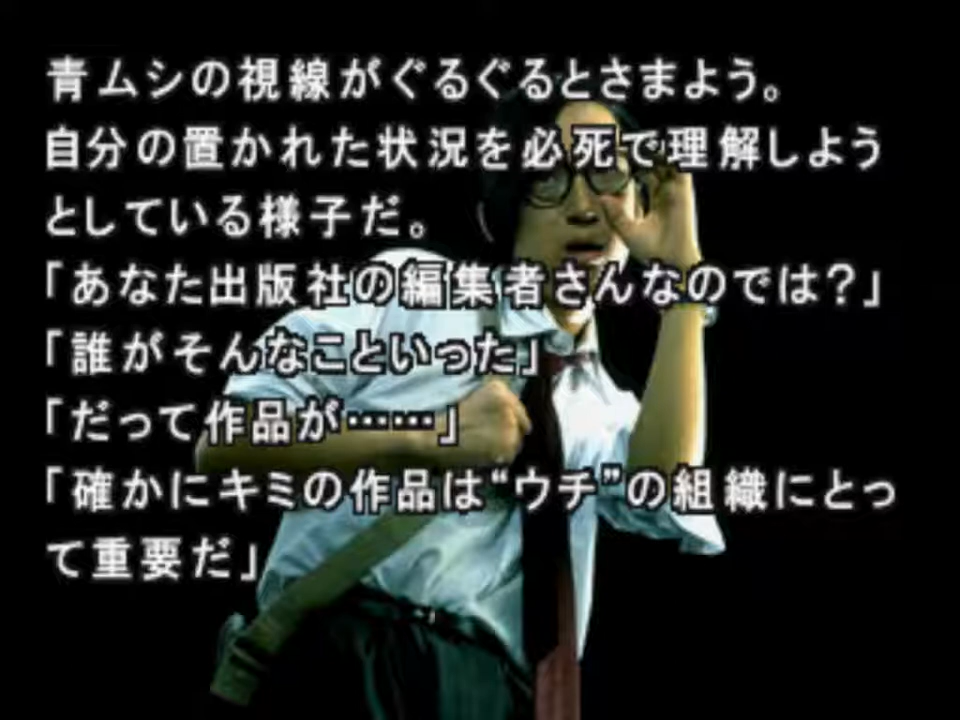 青ムシの視線がぐるぐるとさまよう。
自分の置かれた状況を必死で理解しよう
としている様子だ。
「あなた出版社の編集者さんなのでは？」
「誰がそんなこといった」
「だって作品が……」
「確かにキミの作品は“ウチ”の組織にとっ
て重要だ」